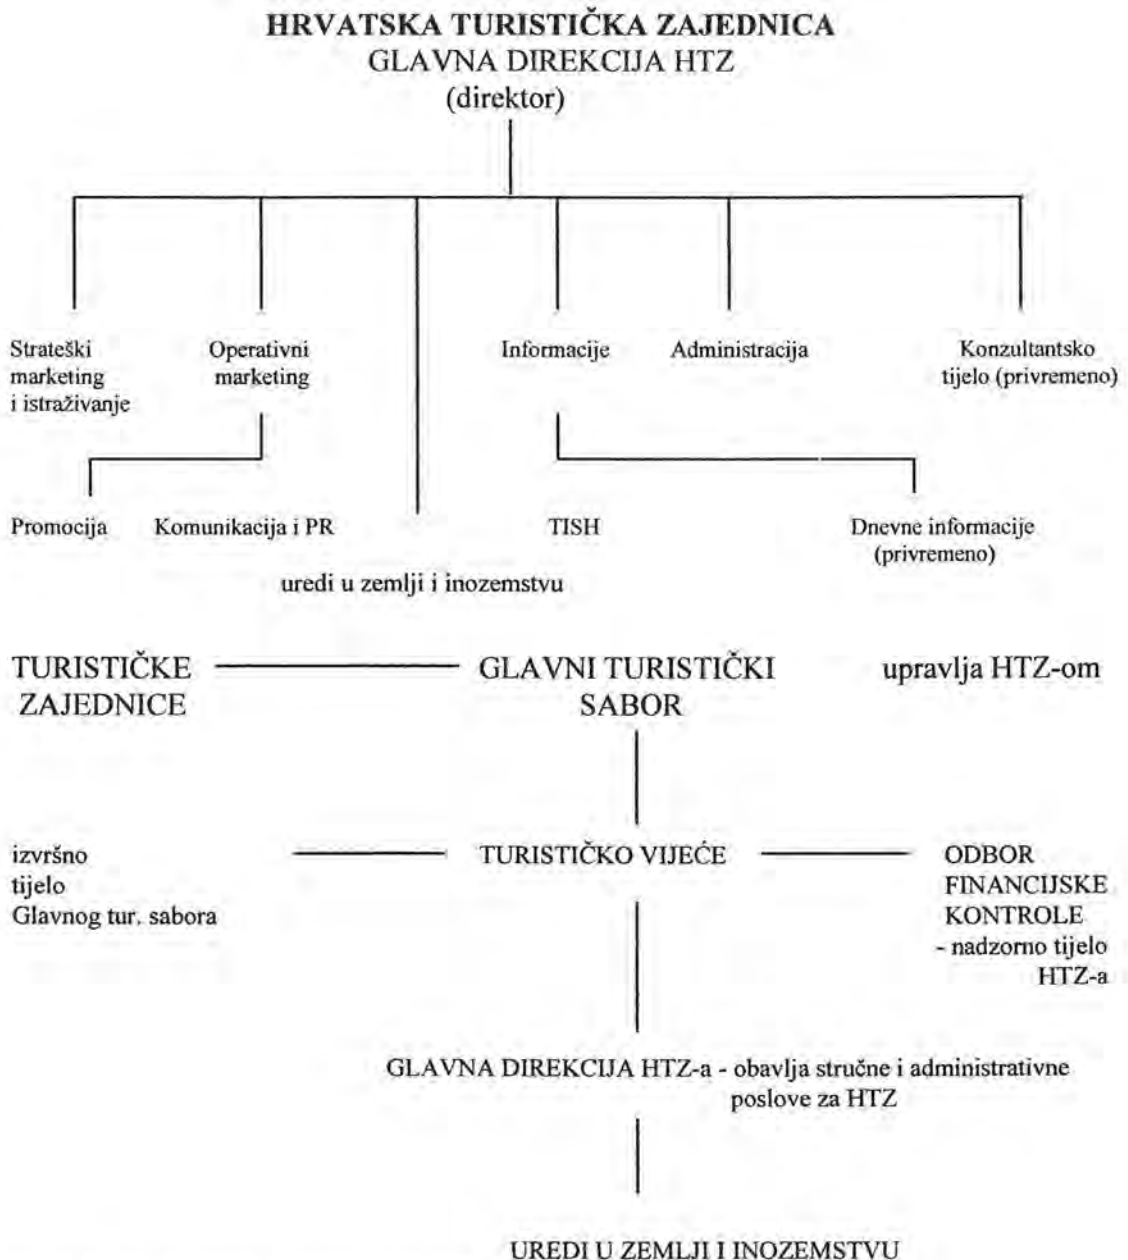 HRVATSKA TURISTIČKA ZAJEDNICA
GLAVNA DIREKCIJA HTZ
(direktor)
Strateški
marketing
i istraživanje
Operativni
marketing
Informacije
Administracija
Konzultantsko
tijelo (privremeno)
Promocija
Komunikacija i PR
TISH
Dnevne informacije
(privremeno)
uredi u zemlji i inozemstvu
TURISTIČKE
ZAJEDNICE
GLAVNI TURISTIČKI
SABOR
upravlja HTZ-om
izvršno
tijelo
Glavnog tur. sabora
TURISTIČKO VIJEĆE
ODBOR
FINANCIJSKE
KONTROLE
- nadzorno tijelo
HTZ-a
GLAVNA DIREKCIJA HTZ-a - obavlja stručne i administrativne
poslove za HTZ
UREDI U ZEMLJI I INOZEMSTVU